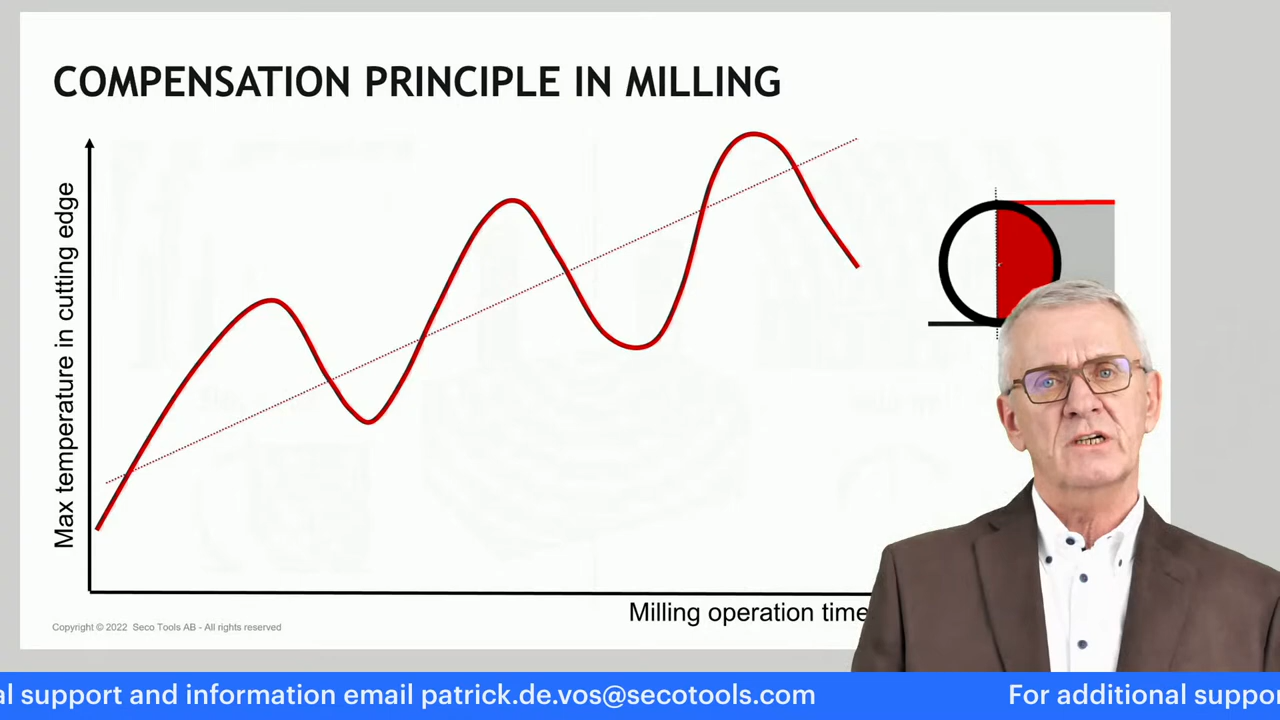 COMPENSATION PRINCIPLE IN MILLING
Max temperature in cutting edge
Milling operation time
Copyright © 2022 Seco Tools AB - All rights reserved
al support and information email patrick.de.vos@secotools.com
For additional suppor